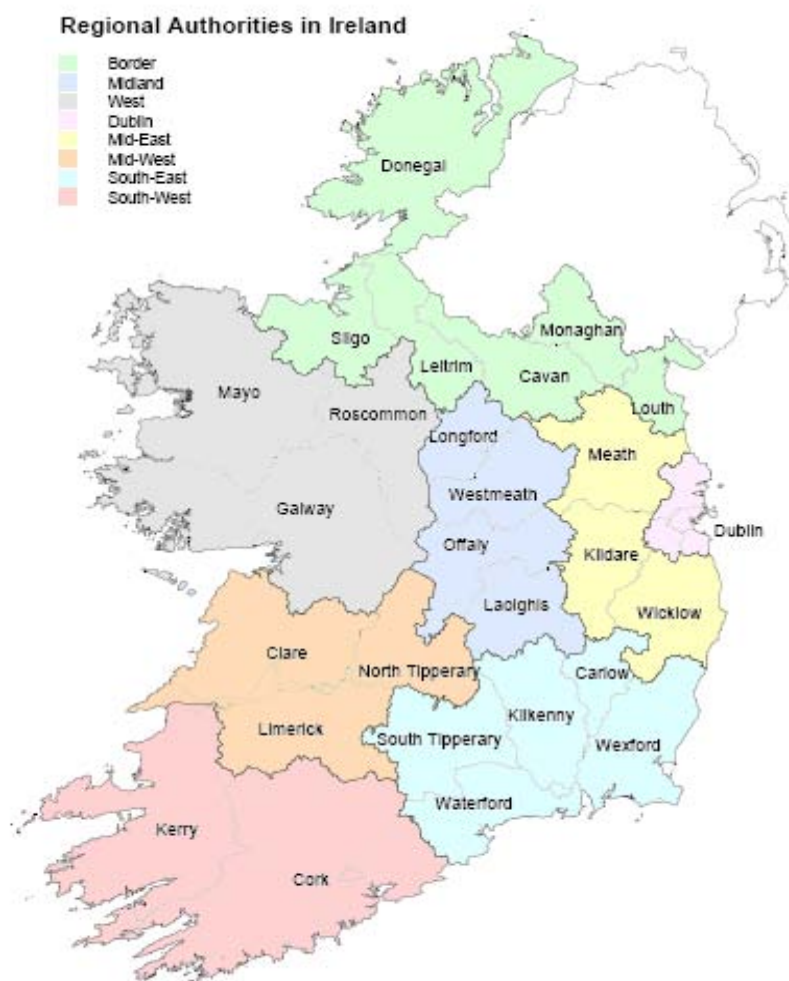 Regional Authorities in Ireland
Border
Midland
West
Dublin
Mid-East
Mid-West
South-East
South-West
Donegal
Monaghan
Sligo
Leitrim
Cavan
Mayo
Roscommon
Louth
Longford
Meath
Westmeath
Galway
Dublin
Offaly
Kildare
Laoighis
Wicklow
Clare
North Tipperary
Carlow
Kilkenny
Limerick
South Tipperary
Wexford
Waterford
Kerry
Cork